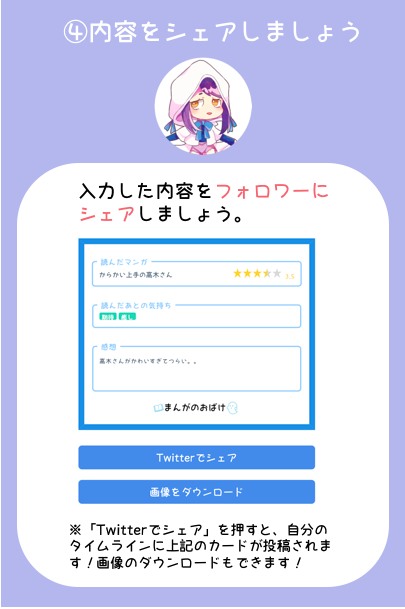 ④内容をシェアしましょう
入力した内容をフォロワーに
シェアしましょう。
読んだマンガ
からかい上手の高木さん
3.5
読んだあとの気持ち
癒し
感想
高木さんがかわいすぎてつらい。。
まんがのおばけ
Twitterでシェア
画像をダウンロード
※「Twitterでシェア」を押すと、自分の
タイムラインに上記のカードが投稿されま
す！画像のダウンロードもできます！